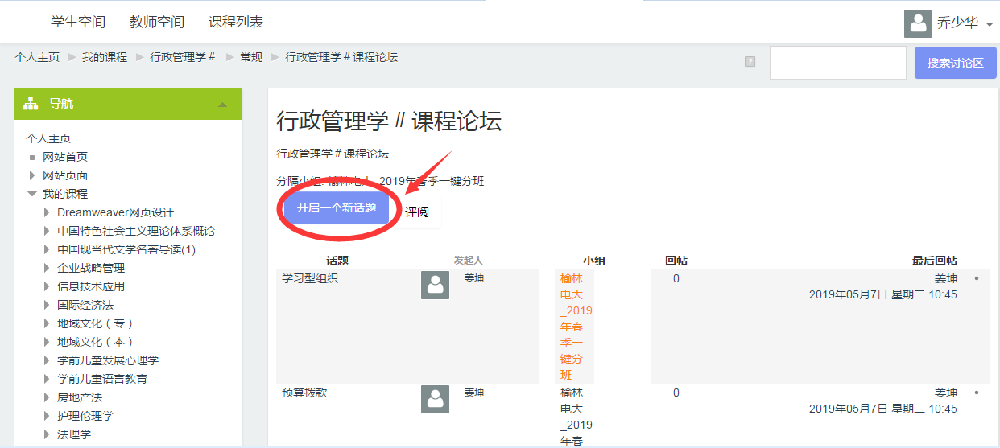 学生空间 教师空间 课程列表 乔少华
个人主页 我的课程 行政管理学# 常规 行政管理学#课程论坛 搜索讨论区
导航
个人主页
网站首页
网站页面
我的课程
Dreamweaver网页设计
中国特色社会主义理论体系概论
中国现当代文学名著导读(1)
企业战略管理
信息技术应用
国际经济法
地域文化（专）
地域文化（本）
学前儿童发展心理学
学前儿童语言教育
房地产法
护理伦理学
法理学
行政管理学#课程论坛
行政管理学#课程论坛
分隔小组: 榆林电大_2019年春季一键分班
开启一个新话题 评阅
话题 发起人 小组 回帖 最后回帖
学习型组织 姜坤 榆林 0 姜坤
电大 2019年05月7日 星期二 10:45
_2019
年春
季一
键分
班
预算拨款 姜坤 榆林 0 姜坤
电大 2019年05月7日 星期二 10:45
_2019
年春